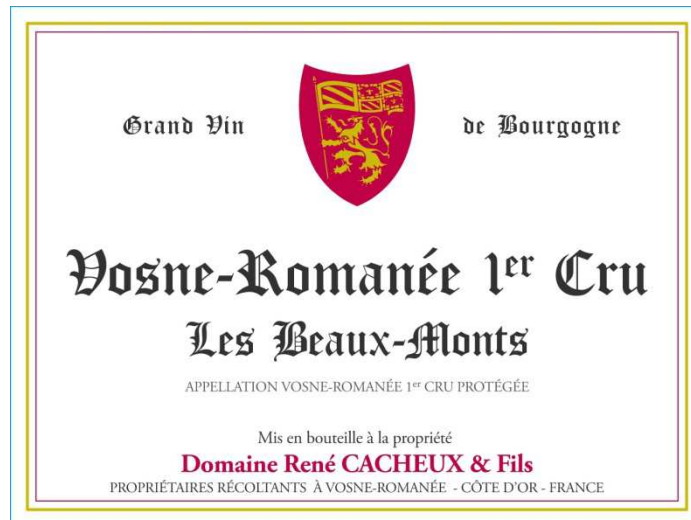 Grand Vin de Bourgogne
Vosne-Romanée 1er Cru
Les Beaux-Monts
APPELLATION VOSNE-ROMANÉE 1er CRU PROTÉGÉE
Mis en bouteille à la propriété
Domaine René CACHEUX & Fils
PROPRIÉTAIRES RÉCOLTANTS À VOSNE-ROMANÉE - CÔTE D'OR - FRANCE